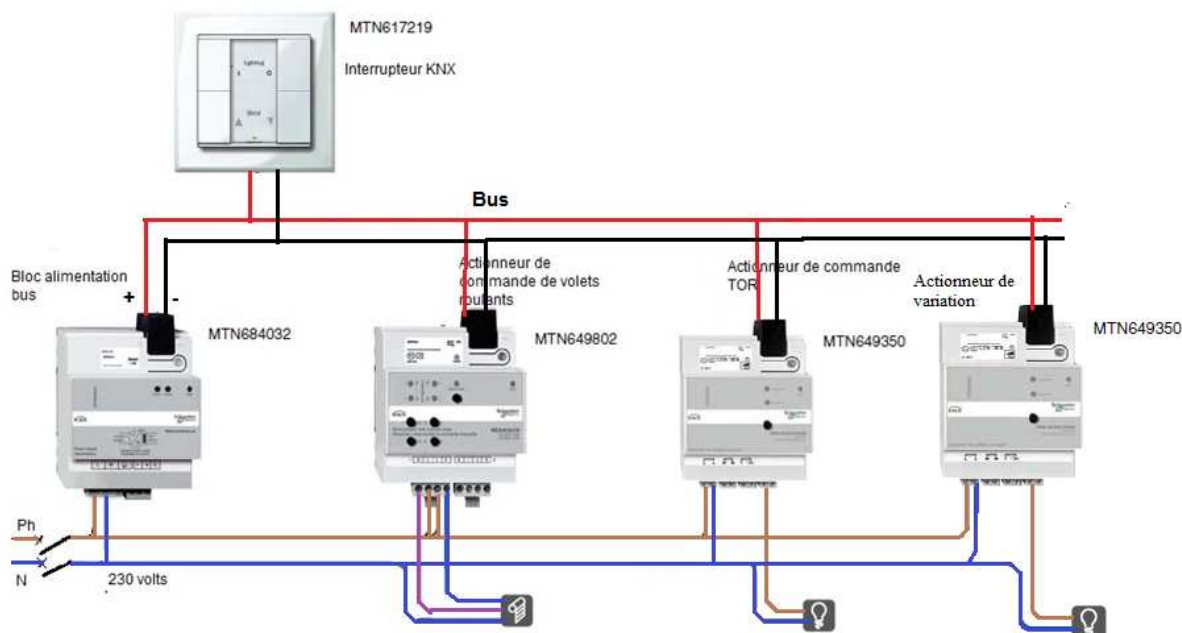 MTN617219
Interrupteur KNX
Bus
Bloc alimentation
bus
+ -
MTN684032
Actionneur de
commande de volets
roulants
MTN649802
Actionneur de commande
TOR
MTN649350
Actionneur de
variation
MTN649350
Ph
N
230 volts